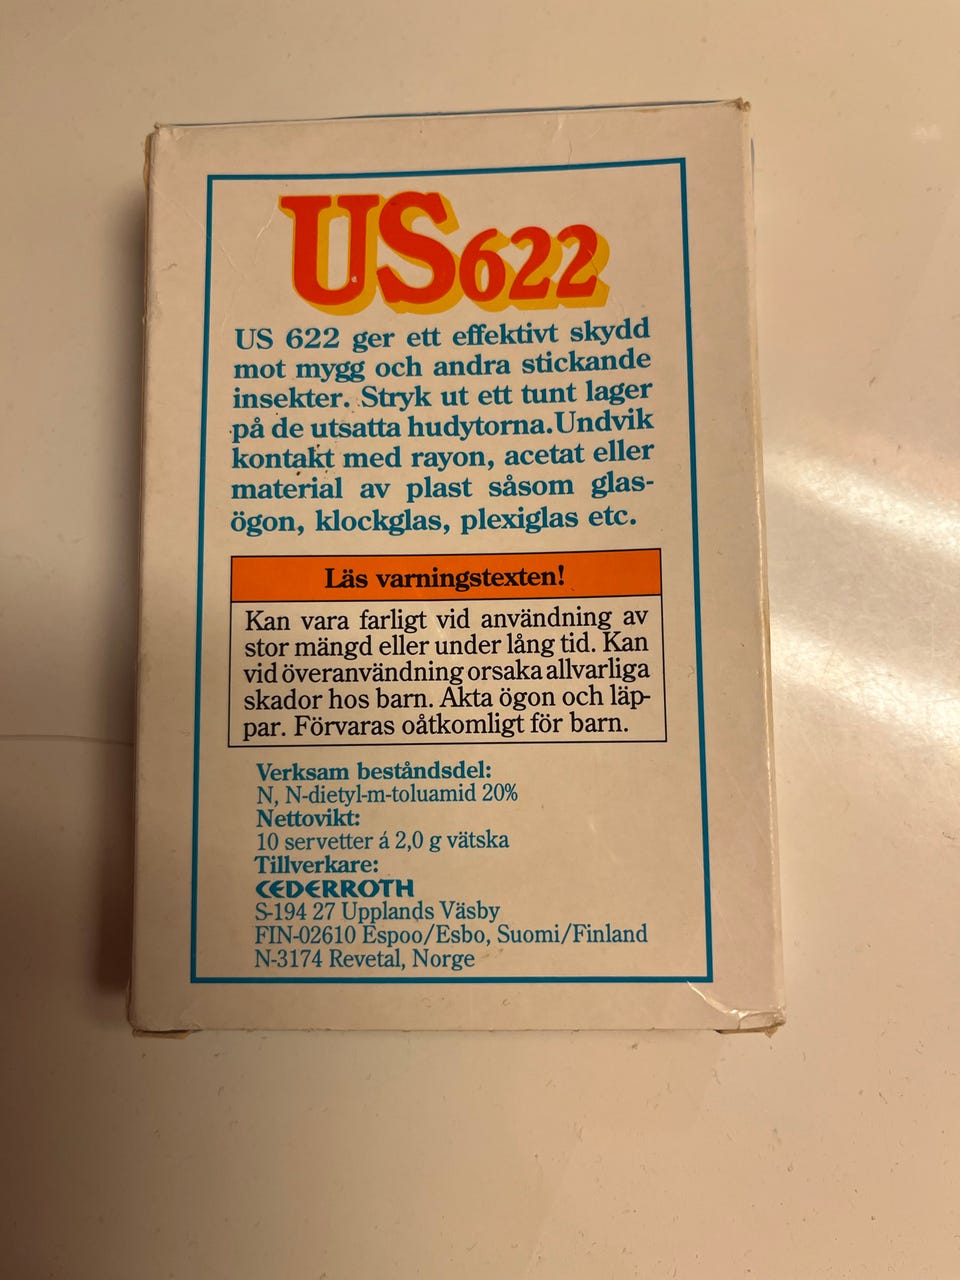 US 622
US 622 ger ett effektivt skydd
mot mygg och andra stickande
insekter. Stryk ut ett tunt lager
på de utsatta hudytorna. Undvik
kontakt med rayon, acetat eller
material av plast såsom glas-
ögon, klockglas, plexiglas etc.
Läs varningstexten!
Kan vara farligt vid användning av
stor mängd eller under lång tid. Kan
vid överanvändning orsaka allvarliga
skador hos barn. Akta ögon och läp-
par. Förvaras oåtkomligt för barn.
Verksam beståndsdel:
N, N-dietyl-m-toluamid 20%
Nettovikt:
10 servetter á 2,0 g vätska
Tillverkare:
CEDERROTH
S-194 27 Upplands Väsby
FIN-02610 Espoo/Esbo, Suomi/Finland
N-3174 Revetal, Norge